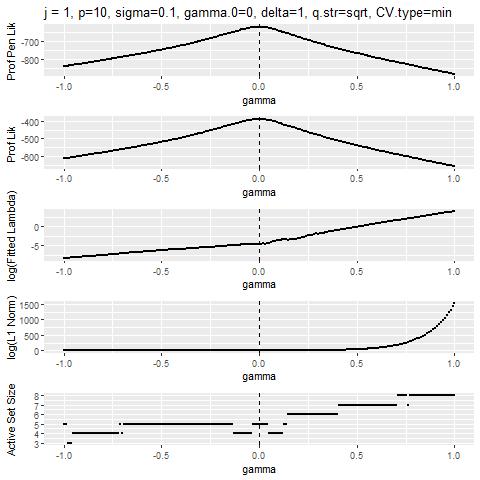 j = 1, p=10, sigma=0.1, gamma.0=0, delta=1, q.str=sqrt, CV.type=min
Prof Pen Lik
-700
-800
-1.0 -0.5 0.0 0.5 1.0
gamma
Prof Lik
-400
-500
-600
-1.0 -0.5 0.0 0.5 1.0
gamma
log(Fitted Lambda)
0
-5
-1.0 -0.5 0.0 0.5 1.0
gamma
log(L1 Norm)
1500
1000
500
0
-1.0 -0.5 0.0 0.5 1.0
gamma
Active Set Size
8
7
6
5
4
3
-1.0 -0.5 0.0 0.5 1.0
gamma